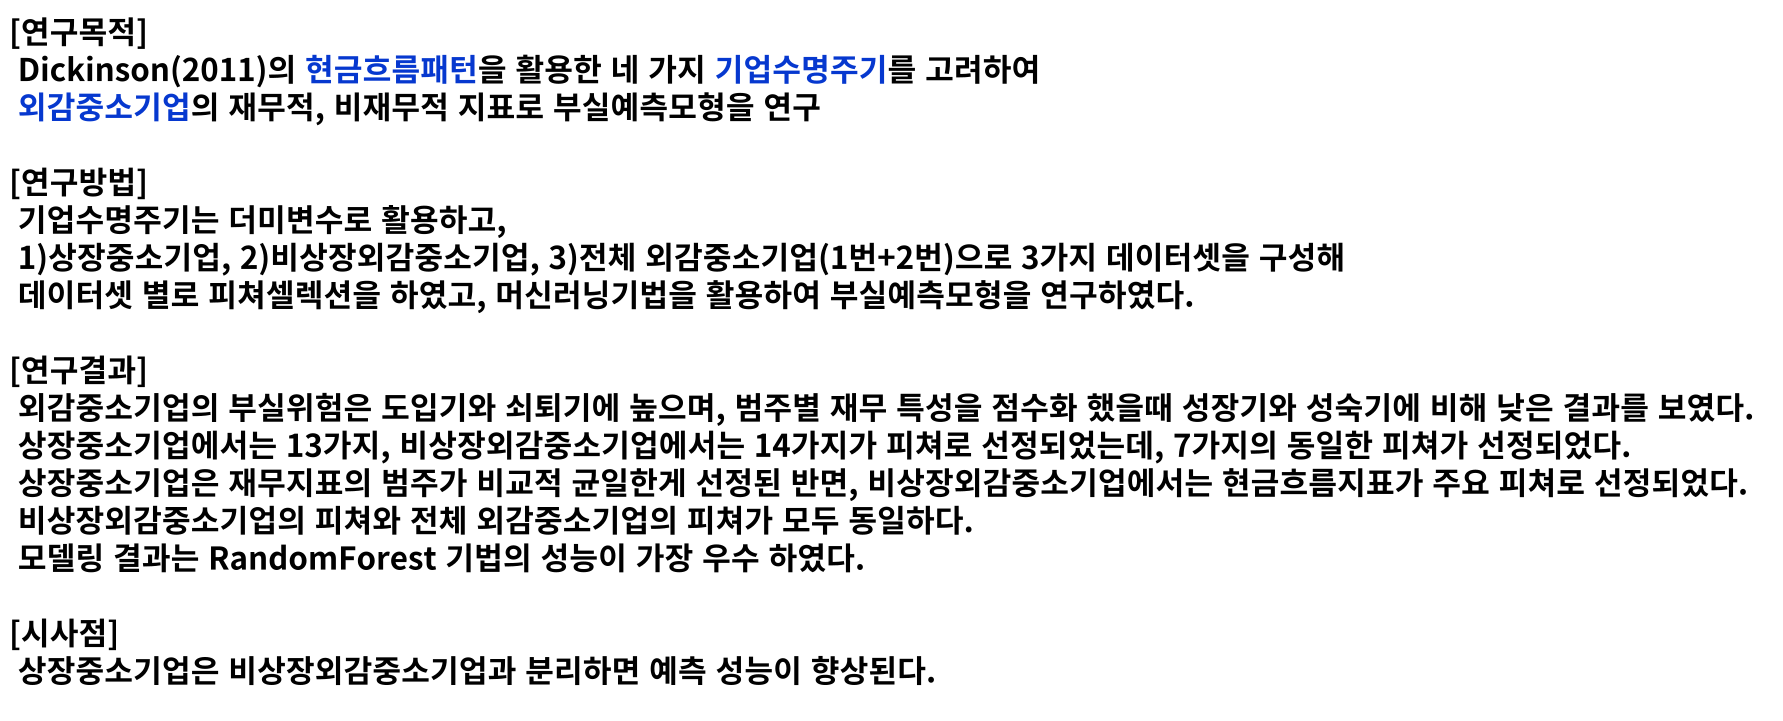 [연구목적]
Dickinson(2011)의 현금흐름패턴을 활용한 네 가지 기업수명주기를 고려하여
외감중소기업의 재무적, 비재무적 지표로 부실예측모형을 연구
[연구방법]
기업수명주기는 더미변수로 활용하고,
1)상장중소기업, 2)비상장외감중소기업, 3)전체 외감중소기업(1번+2번)으로 3가지 데이터셋을 구성해
데이터셋 별로 피쳐셀렉션을 하였고, 머신러닝기법을 활용하여 부실예측모형을 연구하였다.
[연구결과]
외감중소기업의 부실위험은 도입기와 쇠퇴기에 높으며, 범주별 재무 특성을 점수화 했을때 성장기와 성숙기에 비해 낮은 결과를 보였다.
상장중소기업에서는 13가지, 비상장외감중소기업에서는 14가지가 피쳐로 선정되었는데, 7가지의 동일한 피쳐가 선정되었다.
상장중소기업은 재무지표의 범주가 비교적 균일한게 선정된 반면, 비상장외감중소기업에서는 현금흐름지표가 주요 피쳐로 선정되었다.
비상장외감중소기업의 피쳐와 전체 외감중소기업의 피쳐가 모두 동일하다.
모델링 결과는 RandomForest 기법의 성능이 가장 우수 하였다.
[시사점]
상장중소기업은 비상장외감중소기업과 분리하면 예측 성능이 향상된다.